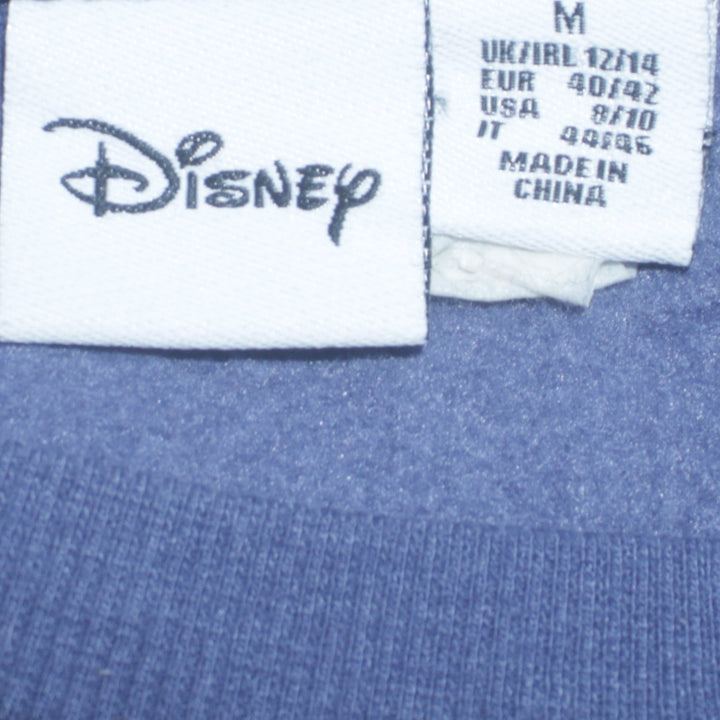 Disney
M
UK/IRL 12/14
EUR 40/42
USA 8/10
IT 44/46
MADE IN
CHINA